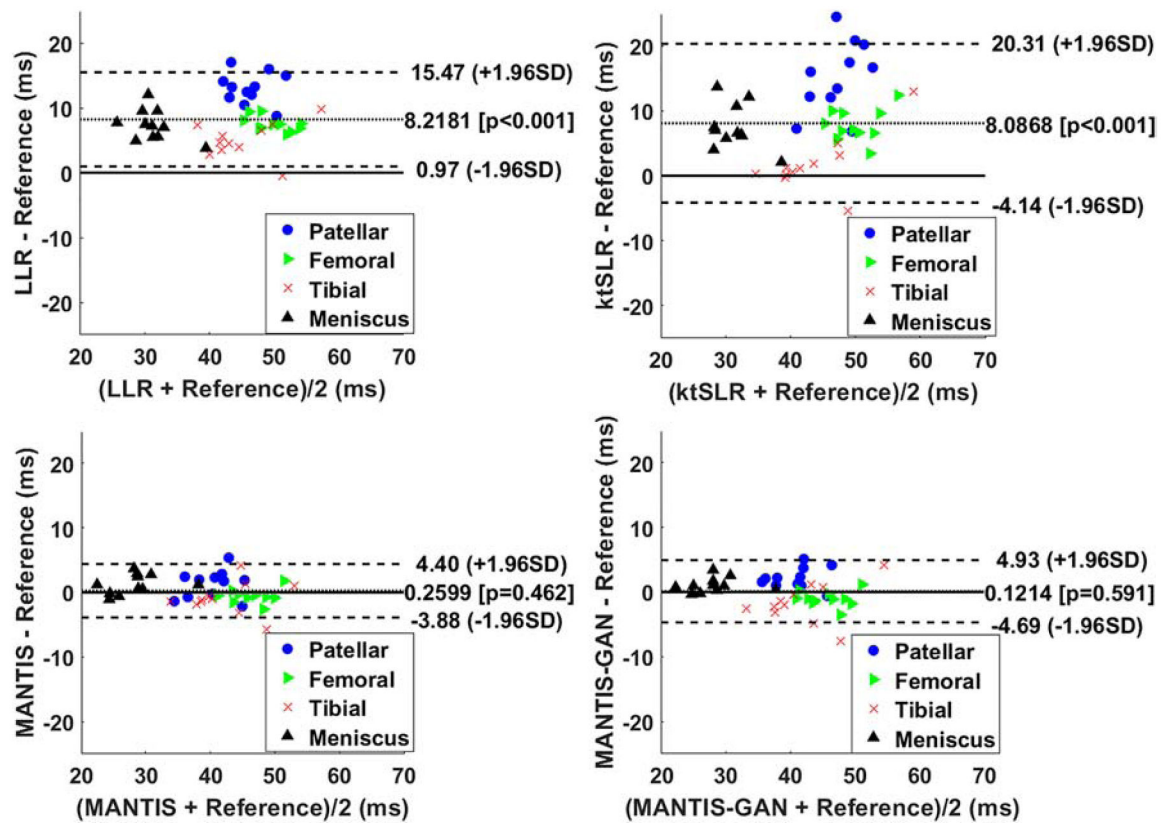 LLR - Reference (ms)
20
10
0
-10
-20
15.47 (+1.96SD)
8.2181 [p<0.001]
0.97 (-1.96SD)
Patellar
Femoral
Tibial
Meniscus
20 30 40 50 60 70
(LLR + Reference)/2 (ms)
ktSLR - Reference (ms)
20
10
0
-10
-20
20.31 (+1.96SD)
8.0868 [p<0.001]
-4.14 (-1.96SD)
Patellar
Femoral
Tibial
Meniscus
20 30 40 50 60 70
(ktSLR + Reference)/2 (ms)
MANTIS - Reference (ms)
20
10
0
-10
-20
4.40 (+1.96SD)
0.2599 [p=0.462]
-3.88 (-1.96SD)
Patellar
Femoral
Tibial
Meniscus
20 30 40 50 60 70
(MANTIS + Reference)/2 (ms)
MANTIS-GAN - Reference (ms)
20
10
0
-10
-20
4.93 (+1.96SD)
0.1214 [p=0.591]
-4.69 (-1.96SD)
Patellar
Femoral
Tibial
Meniscus
20 30 40 50 60 70
(MANTIS-GAN + Reference)/2 (ms)